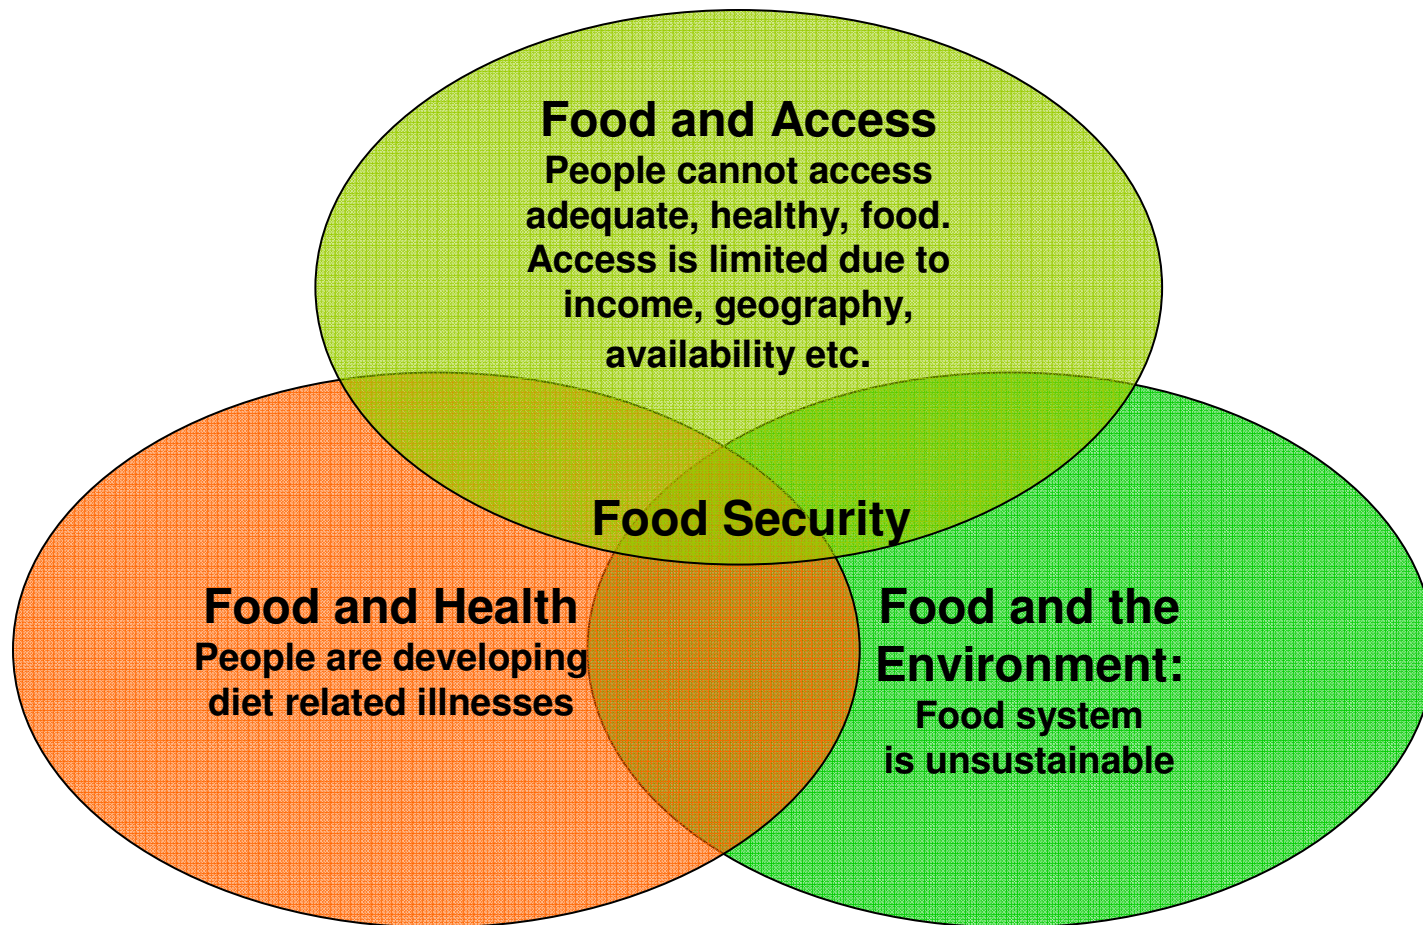 Food and Access
People cannot access
adequate, healthy, food.
Access is limited due to
income, geography,
availability etc.
Food Security
Food and Health
People are developing
diet related illnesses
Food and the
Environment:
Food system
is unsustainable